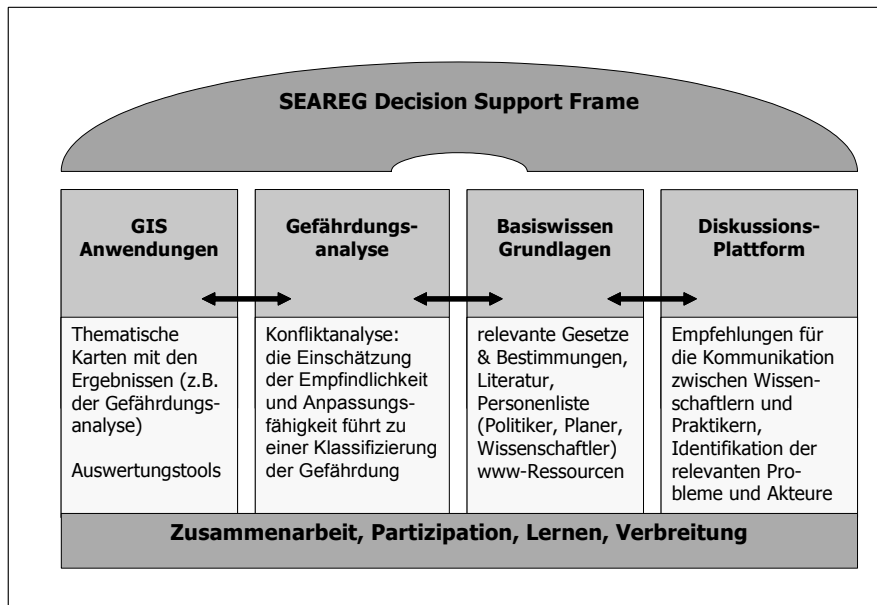 SEAREG Decision Support Frame
GIS
Anwendungen
Thematische
Karten mit den
Ergebnissen (z.B.
der Gefährdungs-
analyse)
Auswertungstools
Gefährdungs-
analyse
Konfliktanalyse:
die Einschätzung
der Empfindlichkeit
und Anpassungs-
fähigkeit führt zu
einer Klassifizierung
der Gefährdung
Basiswissen
Grundlagen
relevante Gesetze
& Bestimmungen,
Literatur,
Personenliste
(Politiker, Planer,
Wissenschaftler)
www-Ressourcen
Diskussions-
Plattform
Empfehlungen für
die Kommunikation
zwischen Wissen-
schaftlern und
Praktikern,
Identifikation der
relevanten Pro-
bleme und Akteure
Zusammenarbeit, Partizipation, Lernen, Verbreitung